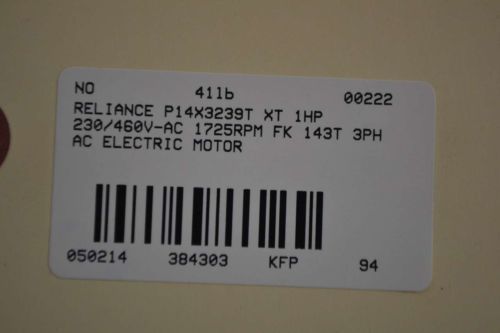 NO 41lb 00222
RELIANCE P14X3239T XT 1HP
230/460V-AC 1725RPM FK 143T 3PH
AC ELECTRIC MOTOR
050214 384303 KFP 94